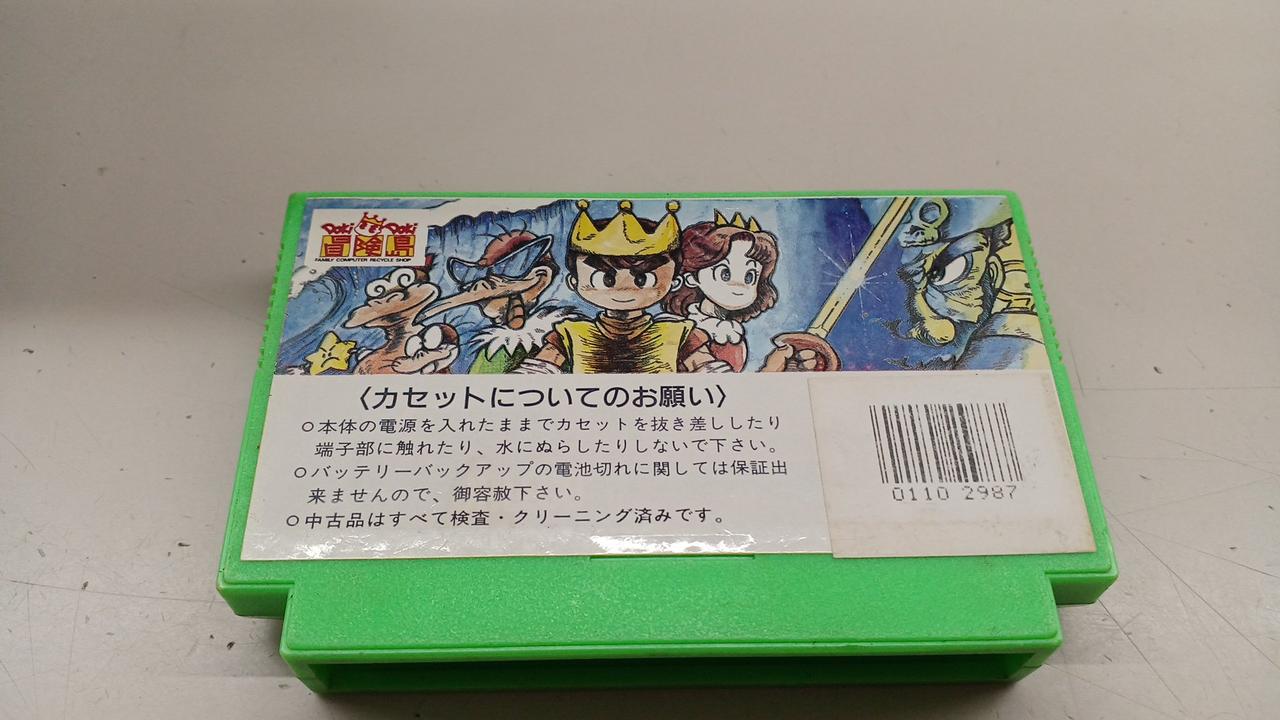 Doki Doki
冒険島
FAMILY COMPUTER RECYCLE SHOP
〈カセットについてのお願い〉
○本体の電源を入れたままでカセットを抜き差ししたり
端子部に触れたり、水にぬらしたりしないで下さい。
○バッテリーバックアップの電池切れに関しては保証出
来ませんので、御容赦下さい。
○中古品はすべて検査・クリーニング済みです。
0110 2987